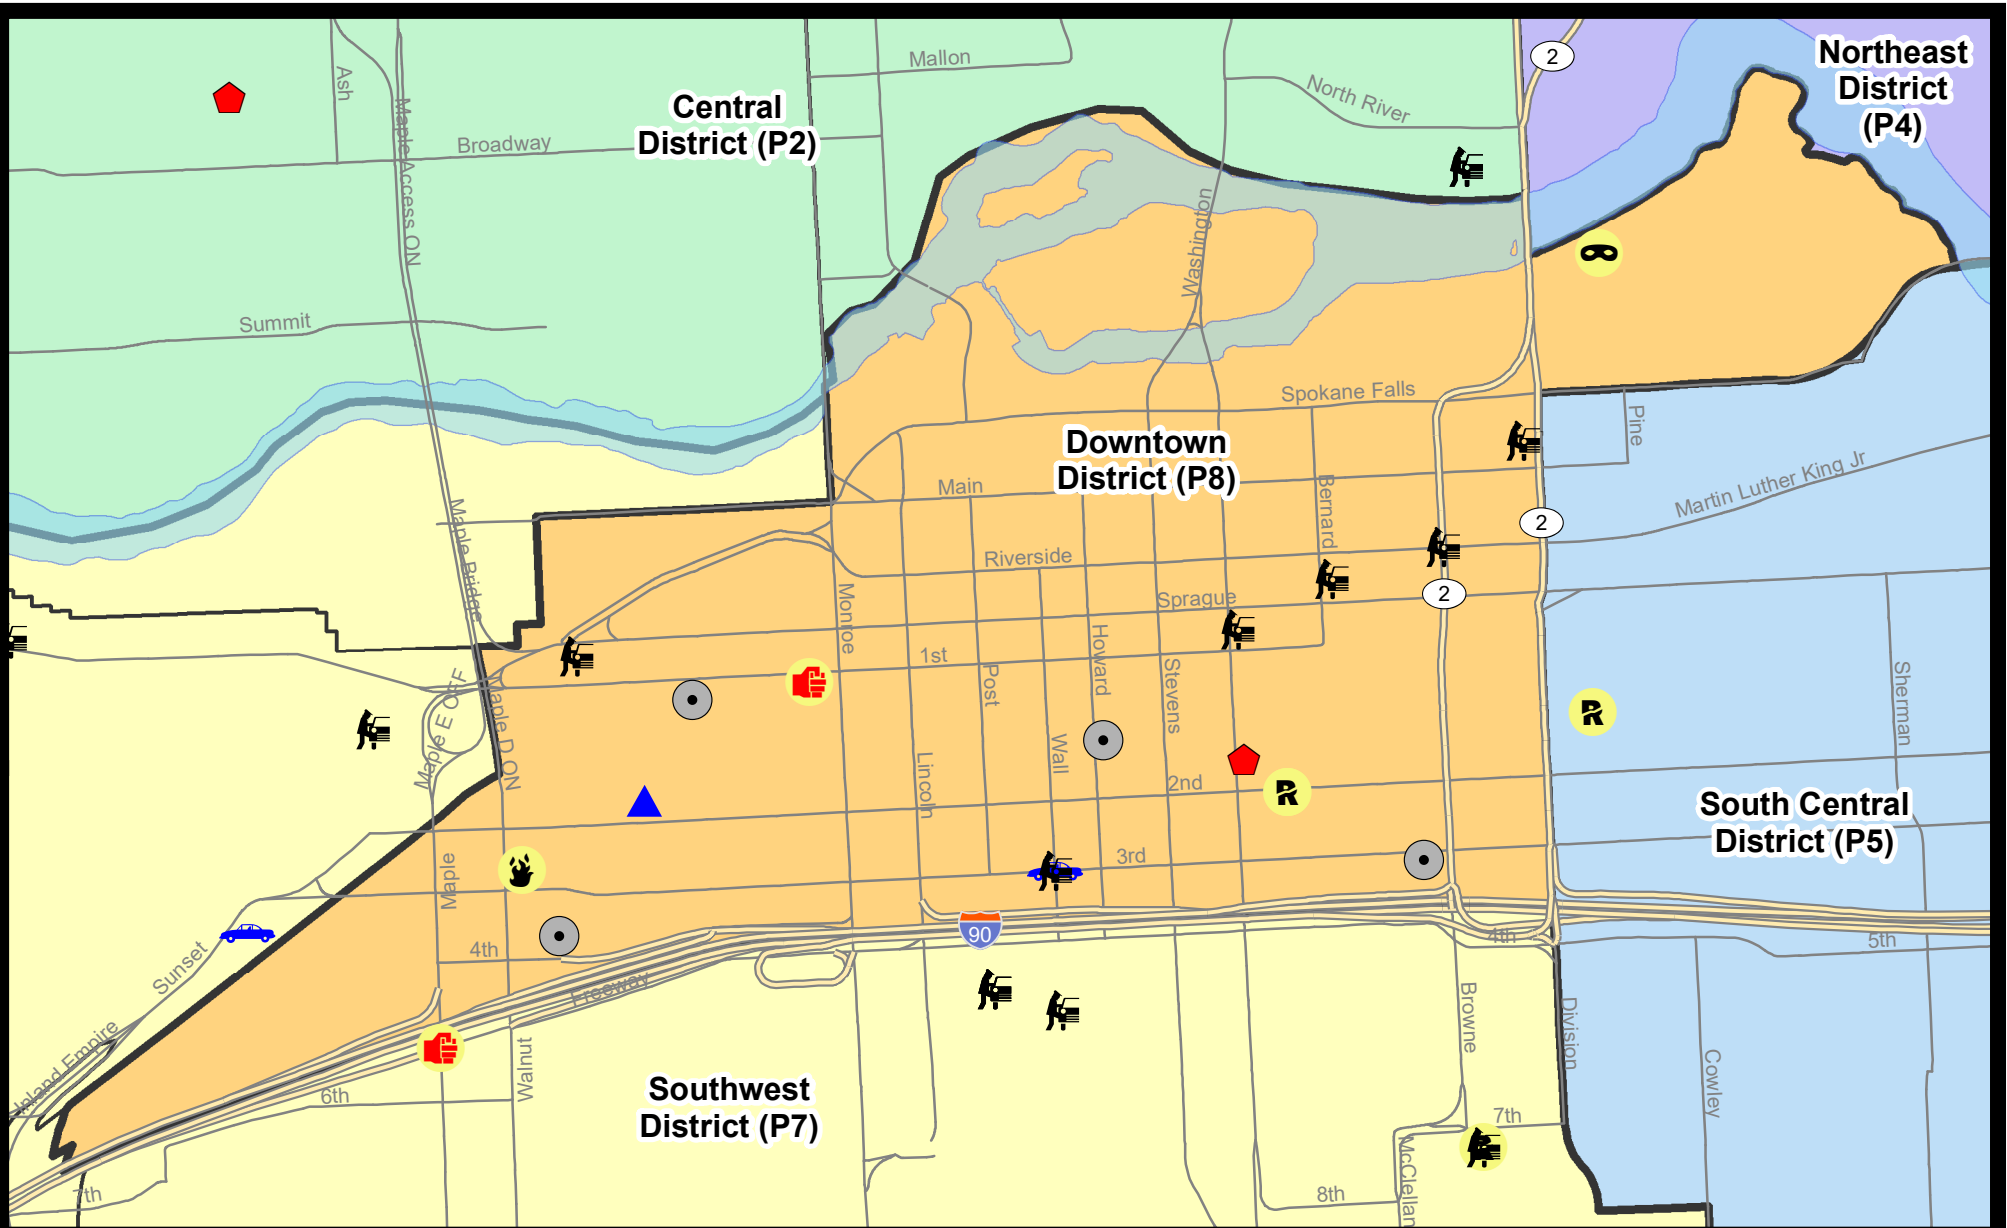 2
Northeast
District
(P4)
Mallon
Ash
North River
Central
District (P2)
Maple Access ON
Broadway
Washington
Summit
Spokane Falls
Pine
Downtown
District (P8)
Martin Luther King Jr
Main
Bernard
Maple Bridge
2
Riverside
Monroe
2
Sprague
Howard
1st
Post
Stevens
Sherman
Maple E OFF
Maple D ON
Wall
Lincoln
2nd
South Central
District (P5)
Maple
3rd
90
4th
4th
5th
Sunset
Freeway
Browne
Division
Inland Empire
Walnut
Cowley
6th
Southwest
District (P7)
7th
McClellan
7th
8th
R
R